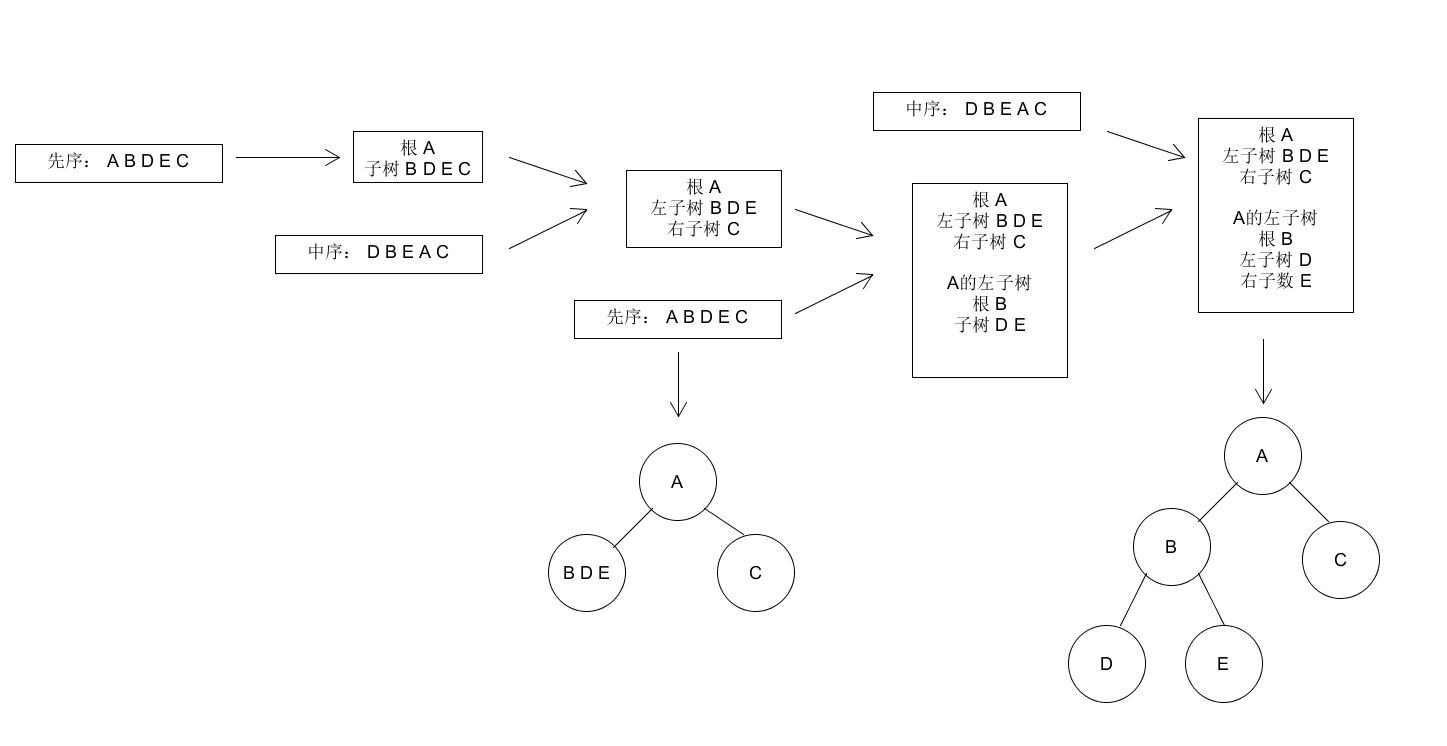 先序： A B D E C
根 A
子树 B D E C
中序： D B E A C
根 A
左子树 B D E
右子树 C
先序： A B D E C
A
B D E
C
中序： D B E A C
根 A
左子树 B D E
右子树 C
A的左子树
根 B
子树 D E
根 A
左子树 B D E
右子树 C
A的左子树
根 B
左子树 D
右子数 E
A
B
C
D
E